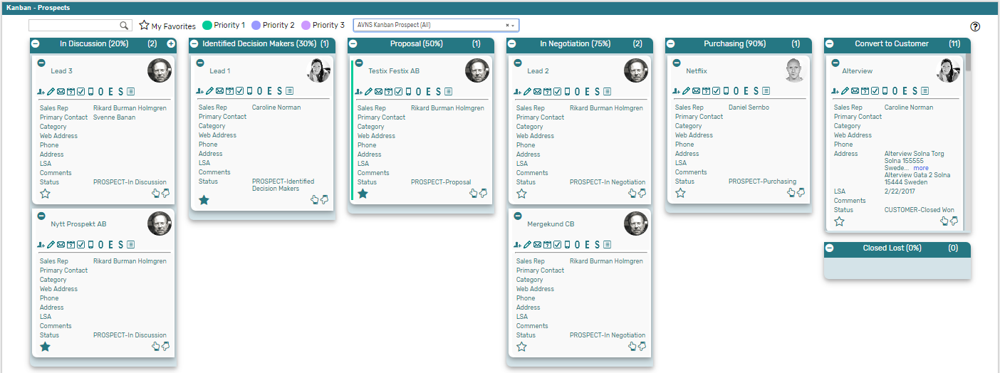 Kanban - Prospects
My Favorites Priority 1 Priority 2 Priority 3 AVNS Kanban Prospect (All) × ?
In Discussion (20%) (2)
Lead 3
O E S
Sales Rep Rikard Burman Holmgren
Primary Contact Svenne Banan
Category
Web Address
Phone
Address
LSA
Comments
Status PROSPECT-In Discussion
Nytt Prospekt AB
O E S
Sales Rep Rikard Burman Holmgren
Primary Contact
Category
Web Address
Phone
Address
LSA
Comments
Status PROSPECT-In Discussion
Identified Decision Makers (30%) (1)
Lead 1
O E S
Sales Rep Caroline Norman
Primary Contact
Category
Web Address
Phone
Address
LSA
Comments
Status PROSPECT-Identified
Decision Makers
Proposal (50%) (1)
Testix Festix AB
O E S
Sales Rep Rikard Burman Holmgren
Primary Contact
Category
Web Address
Phone
Address
LSA
Comments
Status PROSPECT-Proposal
In Negotiation (75%) (2)
Lead 2
O E S
Sales Rep Rikard Burman Holmgren
Primary Contact
Category
Web Address
Phone
Address
LSA
Comments
Status PROSPECT-In Negotiation
Mergekund CB
O E S
Sales Rep Rikard Burman Holmgren
Primary Contact
Category
Web Address
Phone
Address
LSA
Comments
Status PROSPECT-In Negotiation
Purchasing (90%) (1)
Netflix
O E S
Sales Rep Daniel Sernbo
Primary Contact
Category
Web Address
Phone
Address
LSA
Comments
Status PROSPECT-Purchasing
Convert to Customer (11)
Alterview
O E S
Sales Rep Caroline Norman
Primary Contact
Category
Web Address
Phone
Address Alterview Solna Torg
Solna 155555
Swede... more
Alterview Gata 2 Solna
15444 Sweden
LSA 2/22/2017
Comments
Status CUSTOMER-Closed Won
Closed Lost (0%) (0)